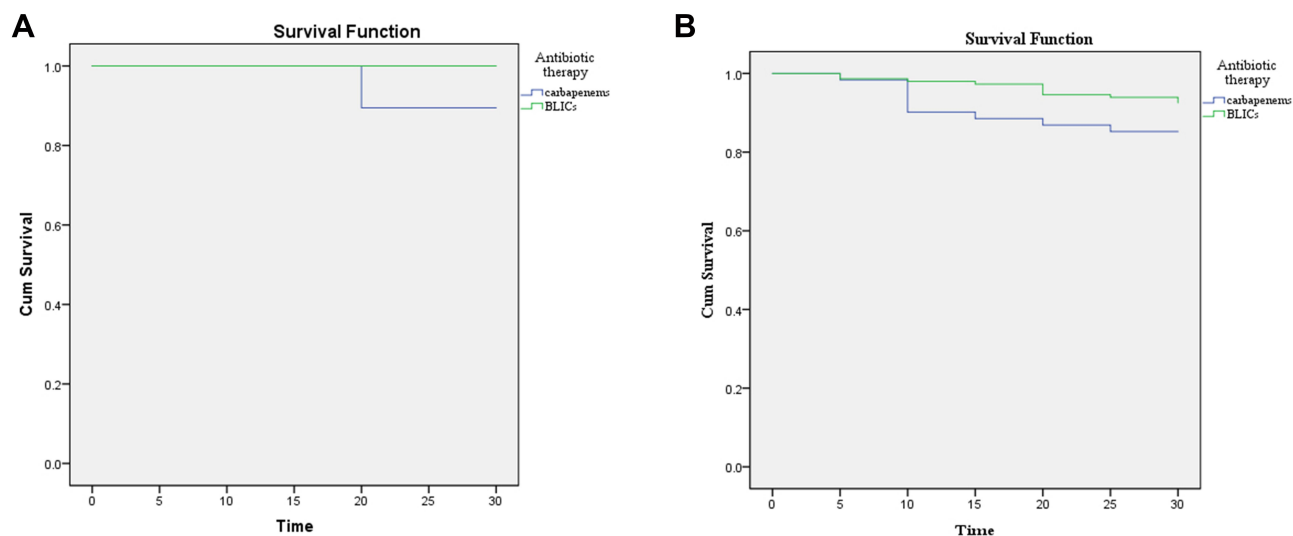 A
Survival Function
Antibiotic
therapy
carbapenems
BLICs
Cum Survival
1.0
0.8
0.6
0.4
0.2
0.0
0 5 10 15 20 25 30
Time
B
Survival Function
Antibiotic
therapy
carbapenems
BLICs
Cum Survival
1.0
0.8
0.6
0.4
0.2
0.0
0 5 10 15 20 25 30
Time